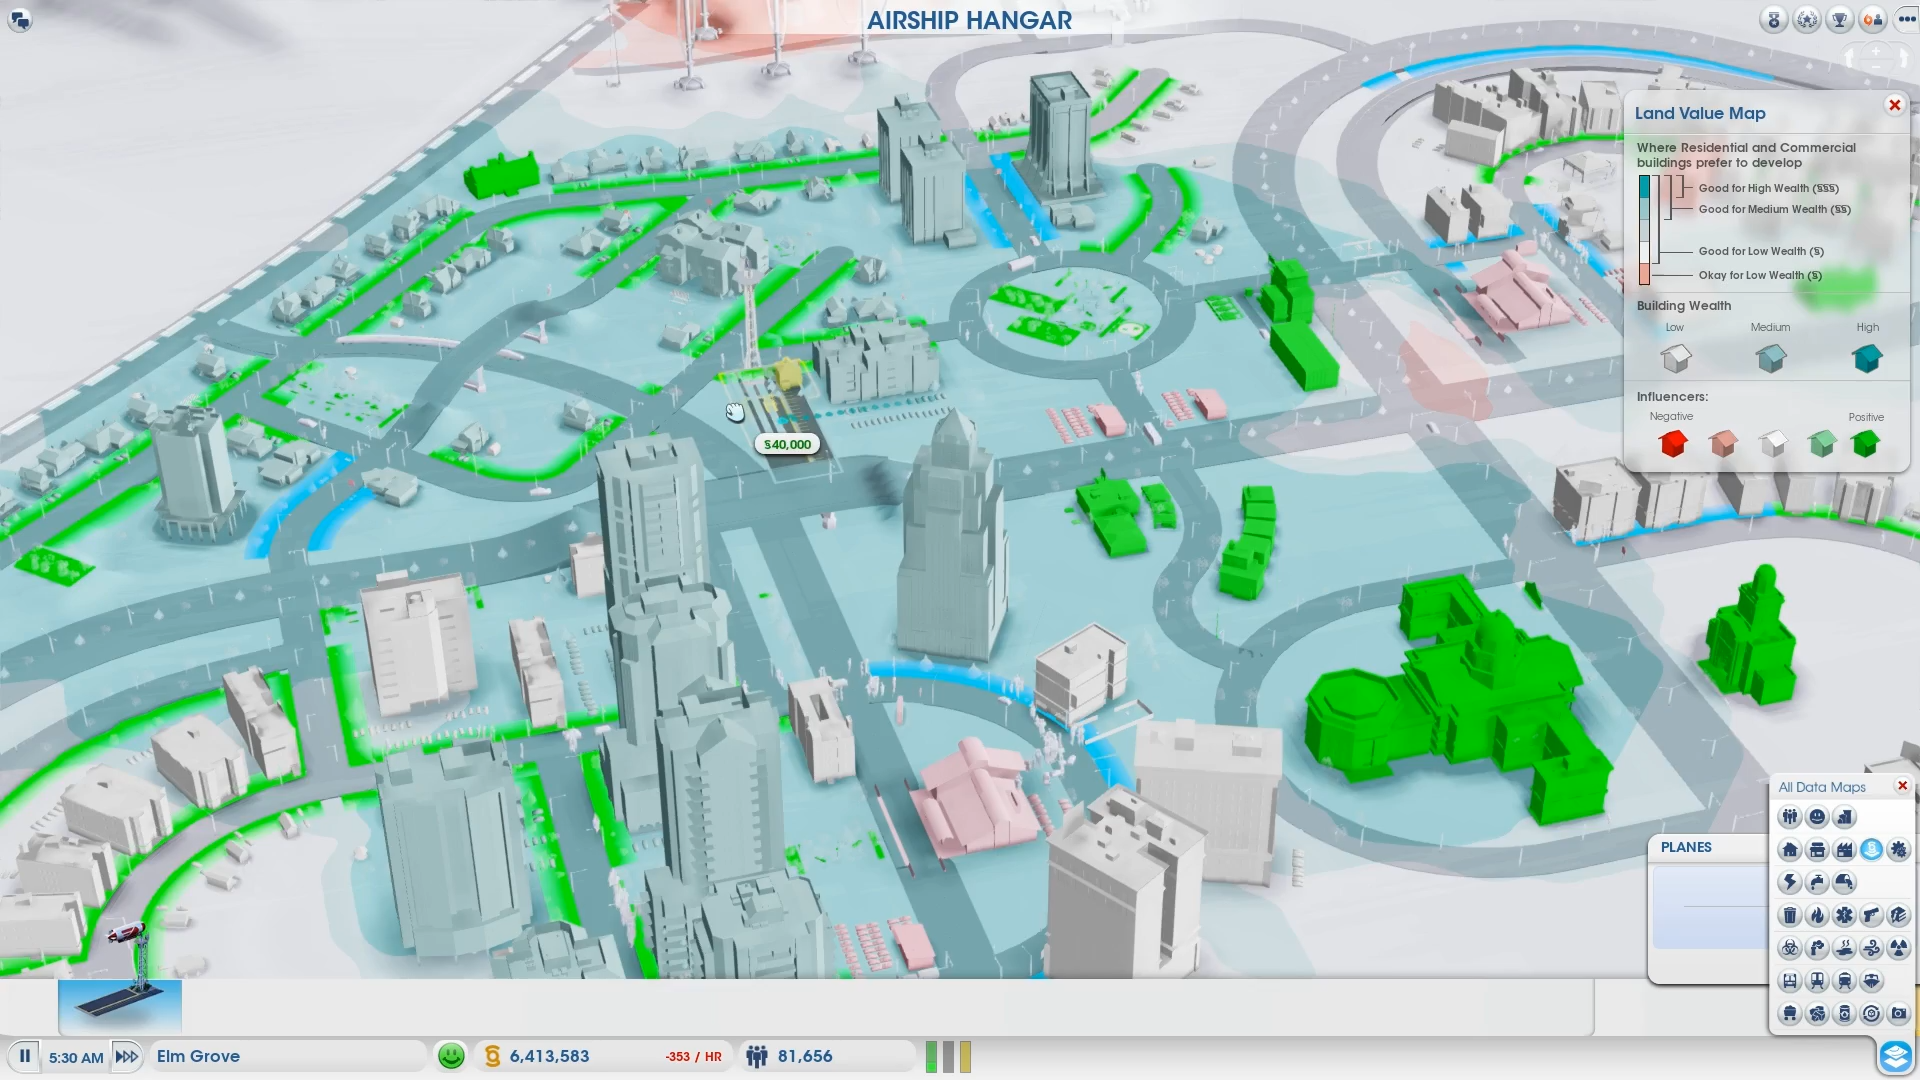 AIRSHIP HANGAR
Land Value Map
Where Residential and Commercial
buildings prefer to develop
Good for High Wealth (§§§)
Good for Medium Wealth (§§)
Good for Low Wealth (§)
Okay for Low Wealth (§)
Building Wealth
Low Medium High
Influencers:
Negative Positive
§40,000
All Data Maps
PLANES
5:30 AM
Elm Grove
6,413,583
-353 / HR
81,656